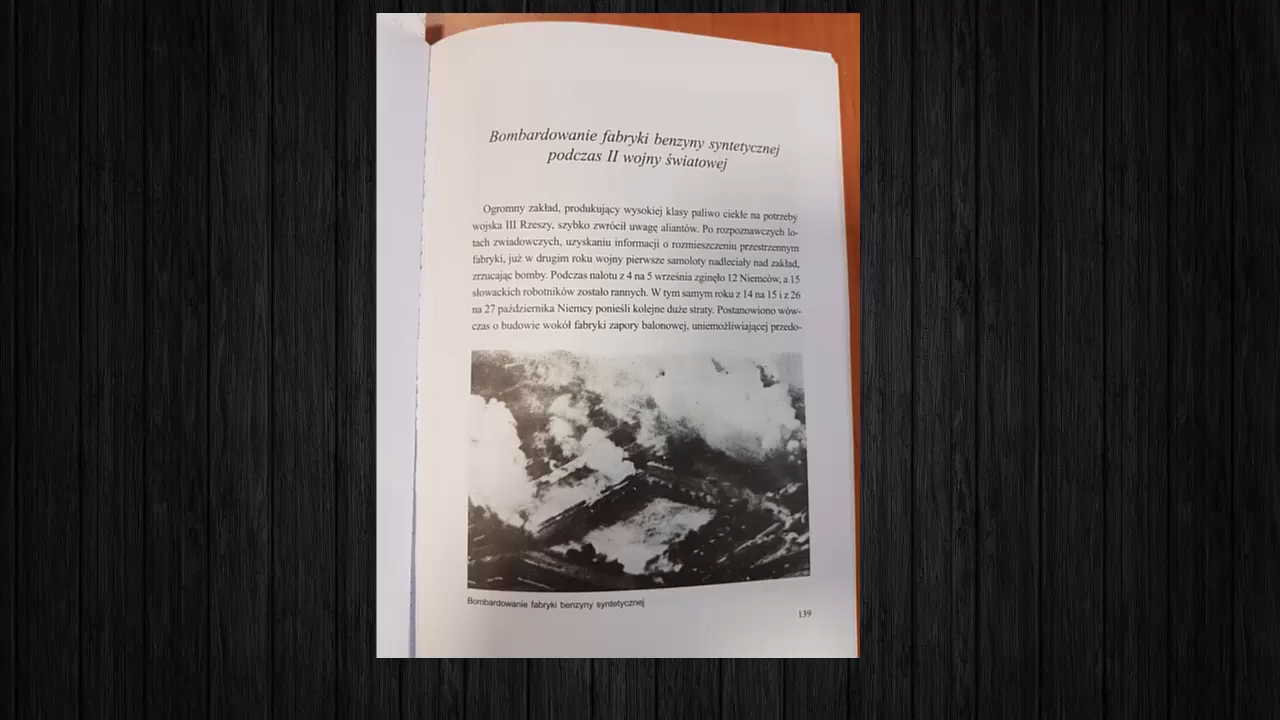 Bombardowanie fabryki benzyny syntetycznej
podczas II wojny światowej
Ogromny zakład, produkujący wysokiej klasy paliwo ciekłe na potrzeby
wojska III Rzeszy, szybko zwrócił uwagę aliantów. Po rozpoznawczych lo-
tach zwiadowczych, uzyskaniu informacji o rozmieszczeniu przestrzennym
fabryki, już w drugim roku wojny pierwsze samoloty nadleciały nad zakład,
zrzucając bomby. Podczas nalotu z 4 na 5 września zginęło 12 Niemców, a 15
słowackich robotników zostało rannych. W tym samym roku z 14 na 15 i z 26
na 27 października Niemcy ponieśli kolejne duże straty. Postanowiono wów-
czas o budowie wokół fabryki zapory balonowej, uniemożliwiającej przedo-
Bombardowanie fabryki benzyny syntetycznej
139